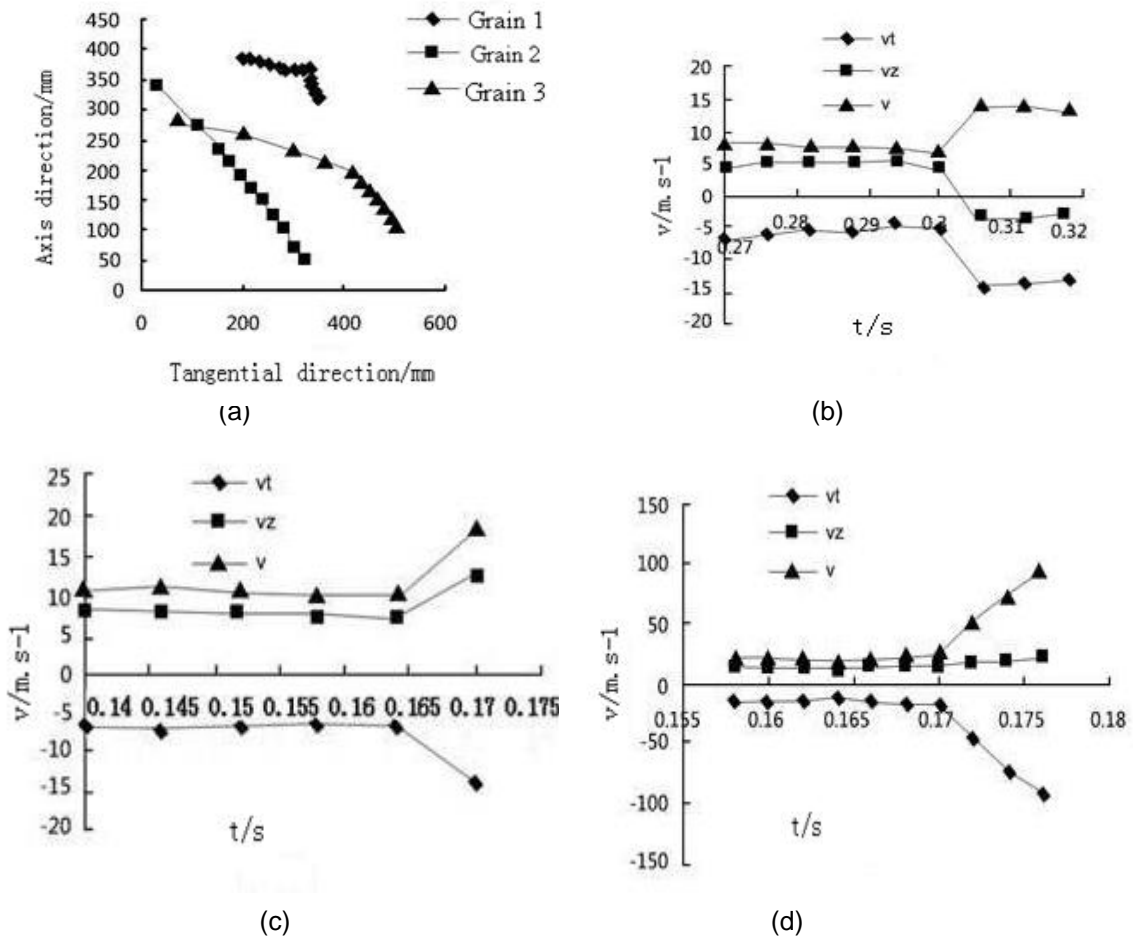 450
400
350
300
250
200
150
100
50
0
0 200 400 600
Axis direction/mm
Tangential direction/mm
Grain 1
Grain 2
Grain 3
(a)
vt
vz
v
20
15
10
5
0
-5
-10
-15
-20
0.27 0.28 0.29 0.3 0.31 0.32
v/m.s-1
t/s
(b)
25
20
15
10
5
0
-5
-10
-15
-20
vt
vz
v
0.14 0.145 0.15 0.155 0.16 0.165 0.17 0.175
v/m.s-1
t/s
(c)
150
100
50
0
-50
-100
-150
vt
vz
v
0.155 0.16 0.165 0.17 0.175 0.18
v/m.s-1
t/s
(d)